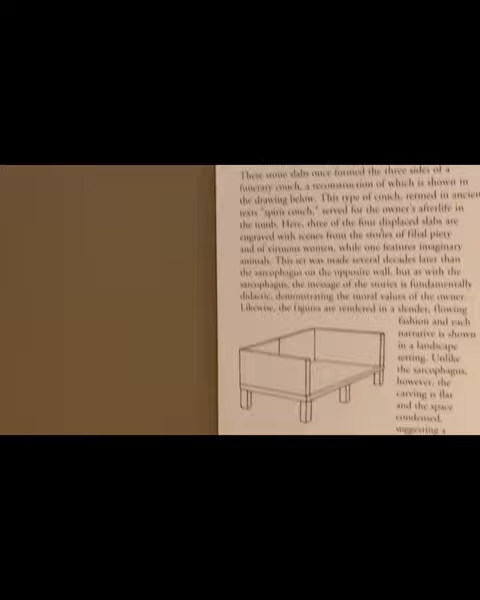 These stone slabs once formed the three sides of a
funerary couch, a reconstruction of which is shown in
the drawing below. This type of couch, termed in ancient
texts "spirit couch," served for the owner's afterlife in
the tomb. Here, three of the four displaced slabs are
engraved with scenes from the stories of filial piety
and of virtuous women, while one features imaginary
animals. This set was made several decades later than
the sarcophagus on the opposite wall, but as with the
sarcophagus, the message of the stories is fundamentally
didactic, demonstrating the moral values of the owner.
Likewise, the figures are rendered in a slender, flowing
fashion and each
narrative is shown
in a landscape
setting. Unlike
the sarcophagus,
however, the
carving is flat
and the space
condensed,
suggesting a